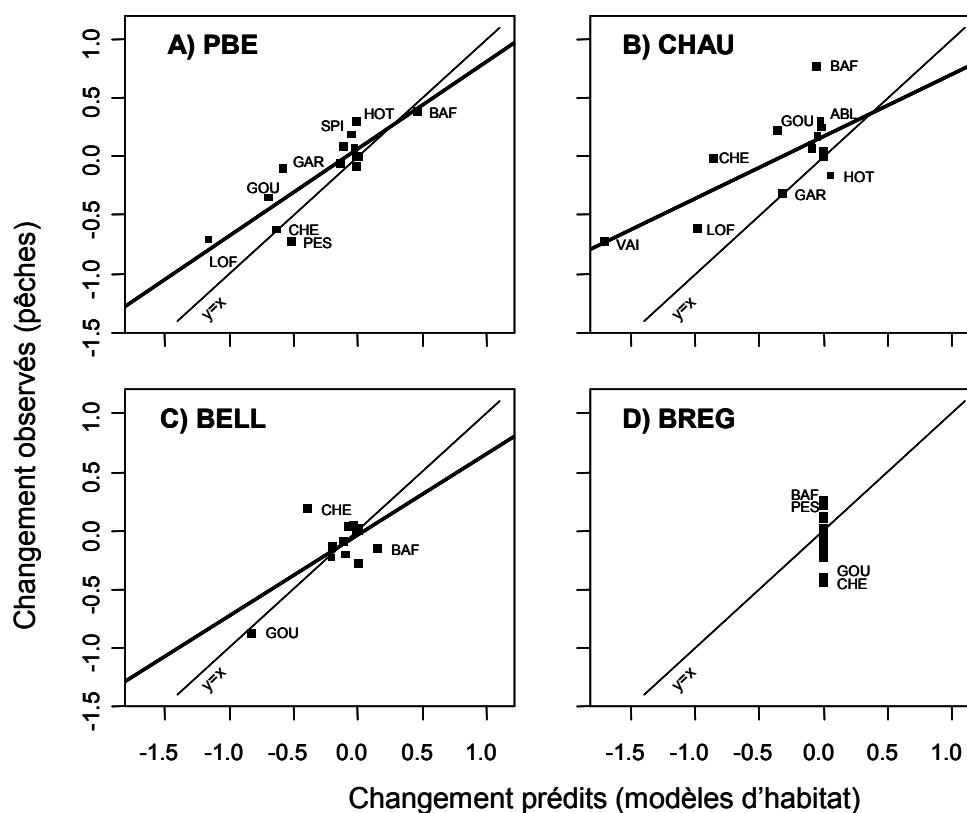 A) PBE
1.0
0.5
0.0
-0.5
-1.0
-1.5
SPI
HOT
BAF
GAR
GOU
CHE
PES
LOF
y=x
B) CHAU
BAF
GOU
ABL
CHE
HOT
GAR
LOF
VAI
y=x
C) BELL
1.0
0.5
0.0
-0.5
-1.0
-1.5
CHE
BAF
GOU
y=x
D) BREG
BAF
PES
GOU
CHE
y=x
-1.5 -1.0 -0.5 0.0 0.5 1.0
-1.5 -1.0 -0.5 0.0 0.5 1.0
Changement observés (pêches)
Changement prédits (modèles d'habitat)